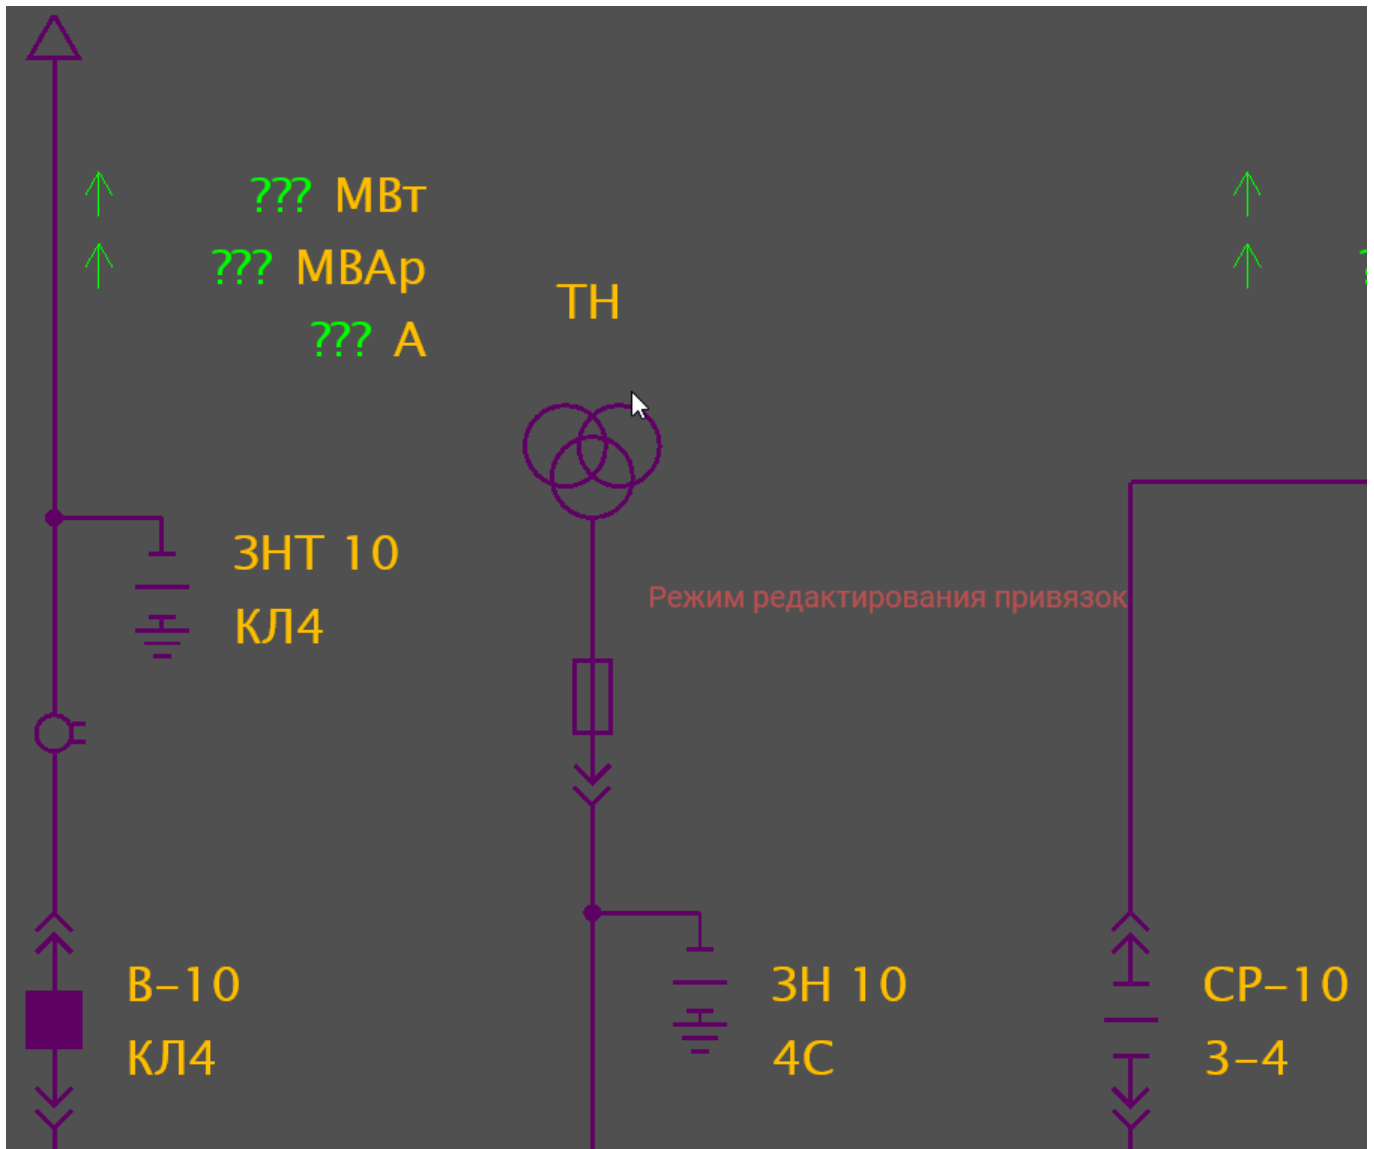 ??? МВт
??? МВАр
??? А
ТН
ЗНТ 10
КЛ4
Режим редактирования привязок
В-10
КЛ4
ЗН 10
4С
СР-10
3-4